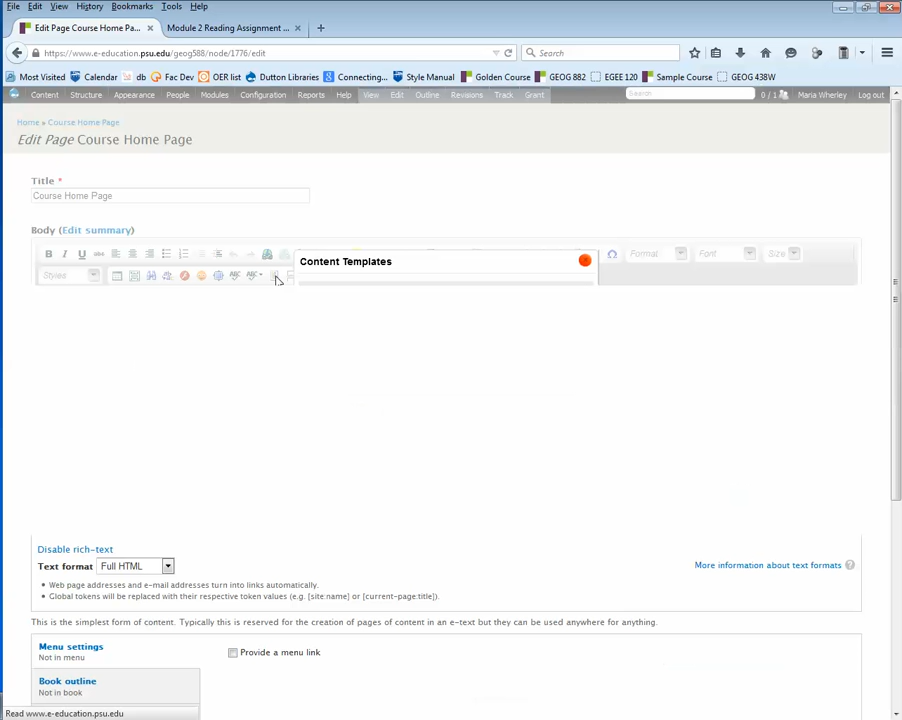 File Edit View History Bookmarks Tools Help
Edit Page Course Home Pa... × Module 2 Reading Assignment ... × +
https://www.e-education.psu.edu/geog588/node/1776/edit Search
Most Visited Calendar db Fac Dev OER list Dutton Libraries Connecting... Style Manual Golden Course GEOG 882 EGEE 120 Sample Course GEOG 438W
Content Structure Appearance People Modules Configuration Reports Help View Edit Outline Revisions Track Grant Search 0 / 1 Maria Wherley Log out
Home » Course Home Page
Edit Page Course Home Page
Title *
Course Home Page
Body (Edit summary)
B I U abc Ω Format Font Size
Content Templates
Styles ABC ABC
Disable rich-text
Text format Full HTML More information about text formats ?
• Web page addresses and e-mail addresses turn into links automatically.
• Global tokens will be replaced with their respective token values (e.g. [site:name] or [current-page:title]).
This is the simplest form of content. Typically this is reserved for the creation of pages of content in an e-text but they can be used anywhere for anything.
Menu settings
Not in menu
Provide a menu link
Book outline
Not in book
Read www.e-education.psu.edu